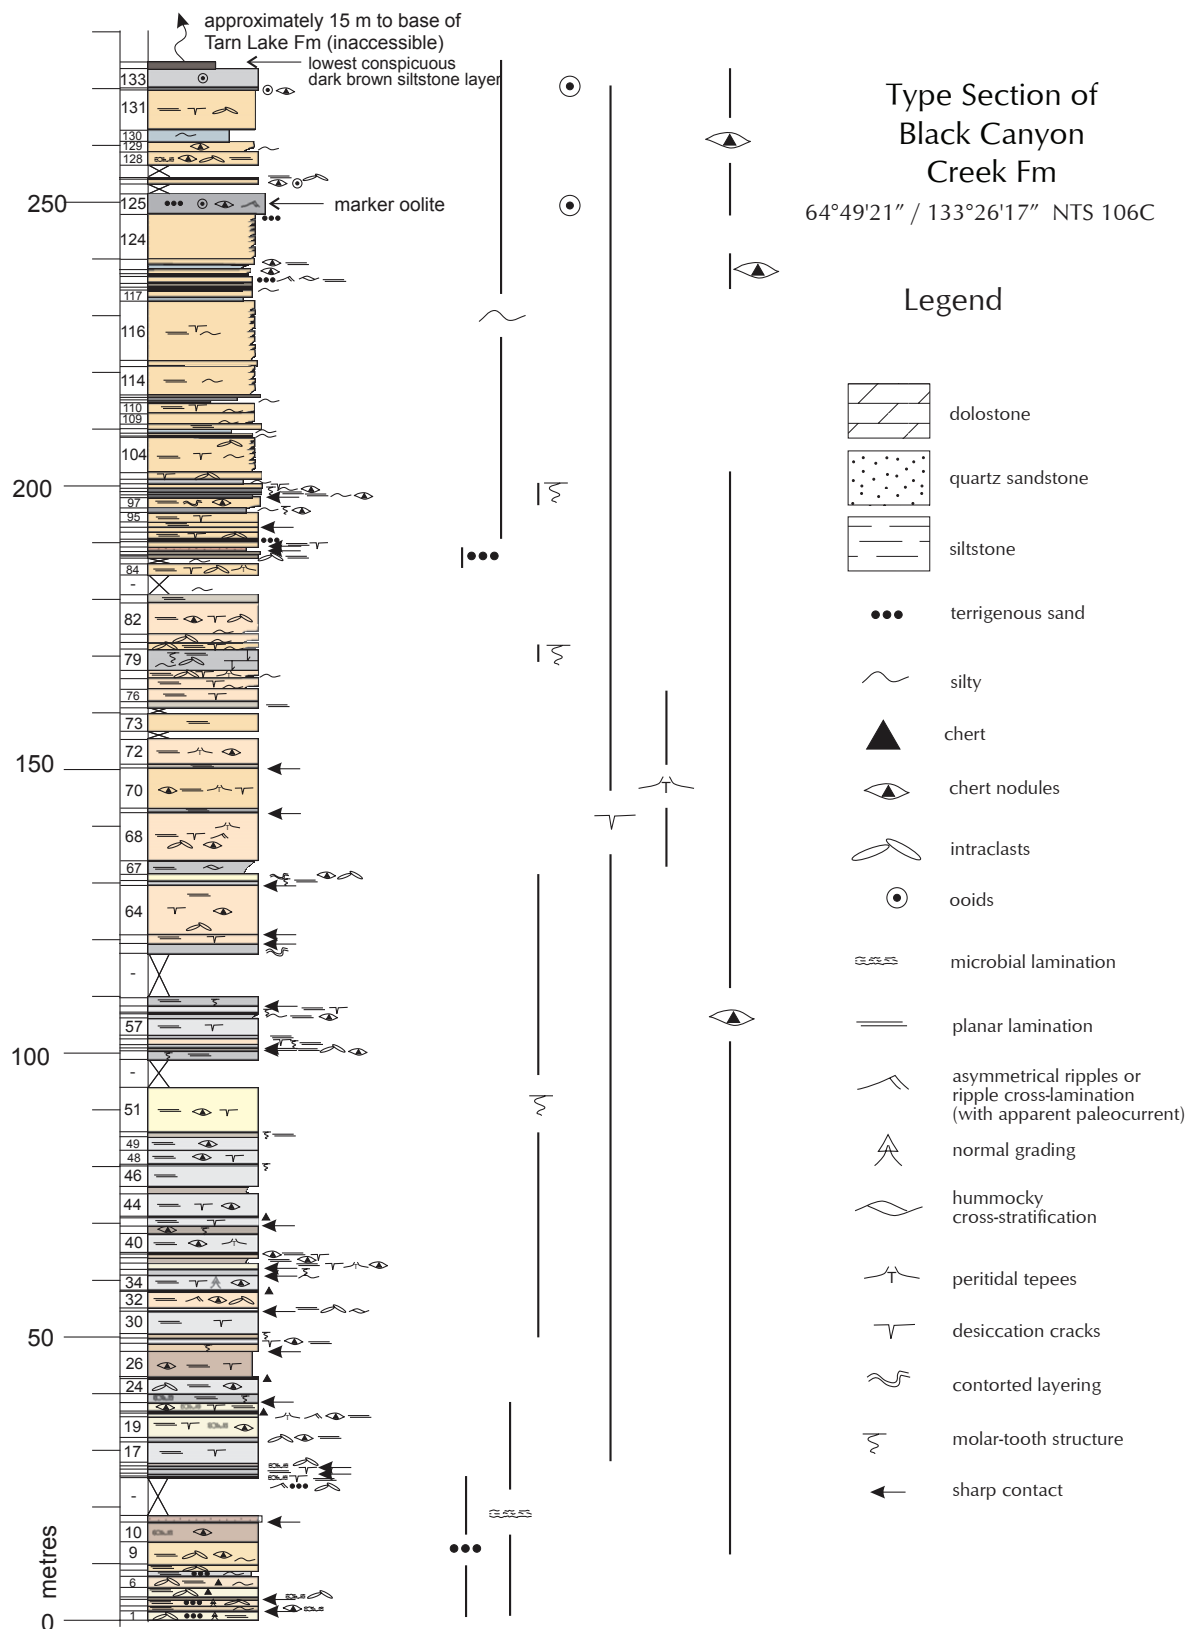 approximately 15 m to base of
Tarn Lake Fm (inaccessible)
lowest conspicuous
dark brown siltstone layer
133
131
130
129
128
250
125
marker oolite
124
117
116
114
110
109
104
200
97
95
84
-
82
79
76
73
72
150
70
68
67
64
-
57
100
-
51
49
48
46
44
40
34
32
30
50
26
24
19
17
-
10
9
6
1
0
metres
Type Section of
Black Canyon
Creek Fm
64°49'21" / 133°26'17" NTS 106C
Legend
dolostone
quartz sandstone
siltstone
terrigenous sand
silty
chert
chert nodules
intraclasts
ooids
microbial lamination
planar lamination
asymmetrical ripples or
ripple cross-lamination
(with apparent paleocurrent)
normal grading
hummocky
cross-stratification
peritidal tepees
desiccation cracks
contorted layering
molar-tooth structure
sharp contact